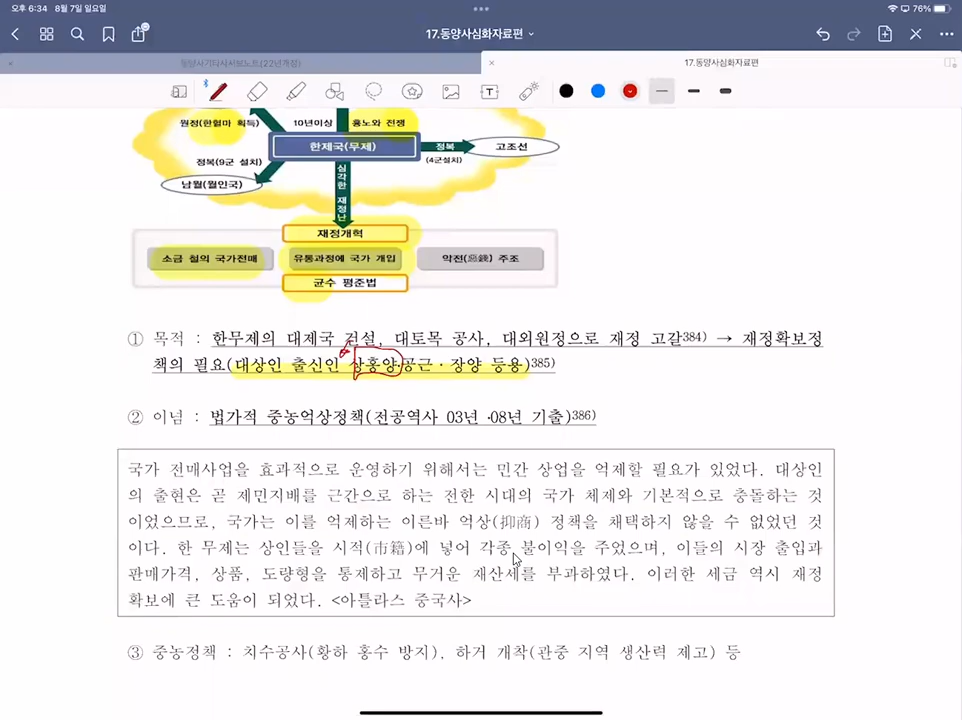 오후 6:34 8월 7일 일요일
76%
17.동양사심화자료편
동양사기타사서브노트(22년개정)
17.동양사심화자료편
원정(한혈마 획득)
10년이상
흉노와 전쟁
한제국(무제)
정복
(4군설치)
고조선
정복(9군 설치)
남월(월인국)
심각한 재정난
재정개혁
소금 철의 국가전매
유통과정에 국가 개입
악전(惡錢) 주조
균수 평준법
① 목적 : 한무제의 대제국 건설, 대토목 공사, 대외원정으로 재정 고갈384) → 재정확보정
책의 필요(대상인 출신인 상홍양·공근·장양 등용)385)
② 이념 : 법가적 중농억상정책(전공역사 03년 ·08년 기출)386)
국가 전매사업을 효과적으로 운영하기 위해서는 민간 상업을 억제할 필요가 있었다. 대상인
의 출현은 곧 제민지배를 근간으로 하는 전한 시대의 국가 체제와 기본적으로 충돌하는 것
이었으므로, 국가는 이를 억제하는 이른바 억상(抑商) 정책을 채택하지 않을 수 없었던 것
이다. 한 무제는 상인들을 시적(市籍)에 넣어 각종 불이익을 주었으며, 이들의 시장 출입과
판매가격, 상품, 도량형을 통제하고 무거운 재산세를 부과하였다. 이러한 세금 역시 재정
확보에 큰 도움이 되었다. <아틀라스 중국사>
③ 중농정책 : 치수공사(황하 홍수 방지), 하거 개착(관중 지역 생산력 제고) 등